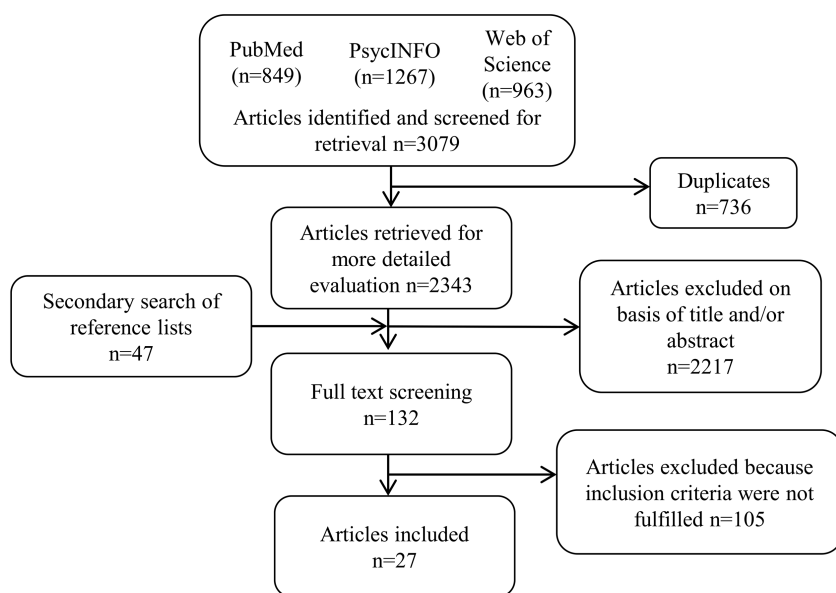 PubMed
(n=849)
PsycINFO
(n=1267)
Web of
Science
(n=963)
Articles identified and screened for
retrieval n=3079
Duplicates
n=736
Articles retrieved for
more detailed
evaluation n=2343
Secondary search of
reference lists
n=47
Articles excluded on
basis of title and/or
abstract
n=2217
Full text screening
n=132
Articles excluded because
inclusion criteria were not
fulfilled n=105
Articles included
n=27